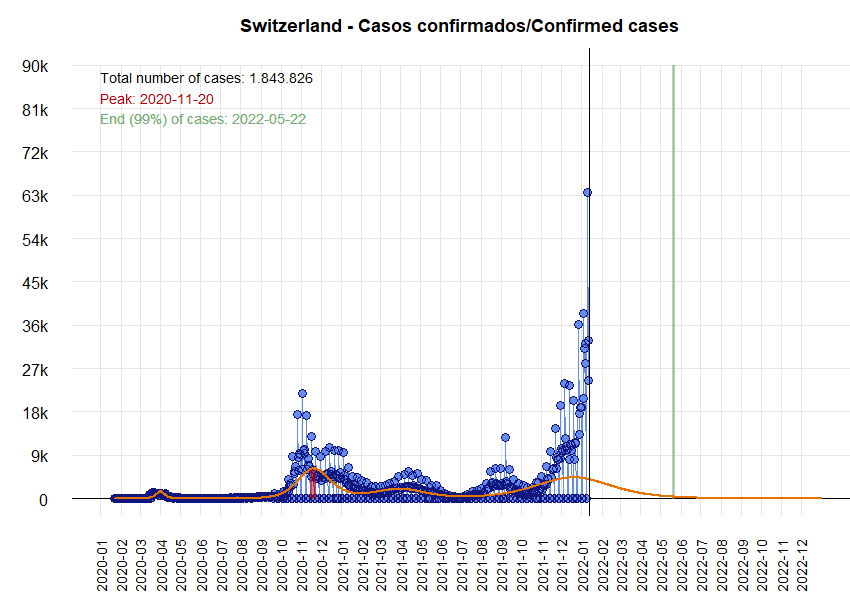 Switzerland - Casos confirmados/Confirmed cases
90k
81k
72k
63k
54k
45k
36k
27k
18k
9k
0
Total number of cases: 1.843.826
Peak: 2020-11-20
End (99%) of cases: 2022-05-22
2020-01
2020-02
2020-03
2020-04
2020-05
2020-06
2020-07
2020-08
2020-09
2020-10
2020-11
2020-12
2021-01
2021-02
2021-03
2021-04
2021-05
2021-06
2021-07
2021-08
2021-09
2021-10
2021-11
2021-12
2022-01
2022-02
2022-03
2022-04
2022-05
2022-06
2022-07
2022-08
2022-09
2022-10
2022-11
2022-12